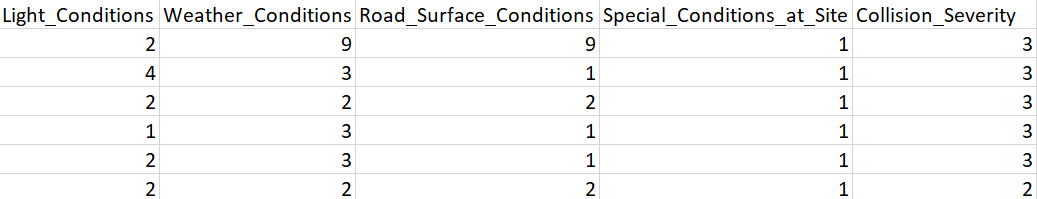 Light_Conditions Weather_Conditions Road_Surface_Conditions Special_Conditions_at_Site Collision_Severity
2 9 9 1 3
4 3 1 1 3
2 2 2 1 3
1 3 1 1 3
2 3 1 1 3
2 2 2 1 2